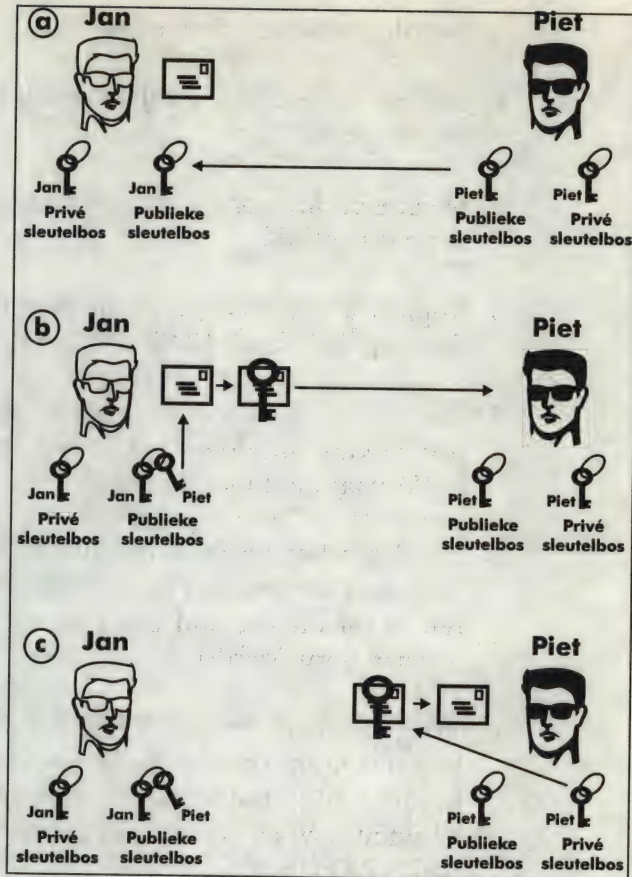 a Jan Piet
Jan Jan Piet Piet
Privé Publieke Publieke Privé
sleutelbos sleutelbos sleutelbos sleutelbos
b Jan Piet
Jan Jan Piet Piet Piet
Privé Publieke Publieke Privé
sleutelbos sleutelbos sleutelbos sleutelbos
c Jan Piet
Jan Jan Piet Piet Piet
Privé Publieke Publieke Privé
sleutelbos sleutelbos sleutelbos sleutelbos